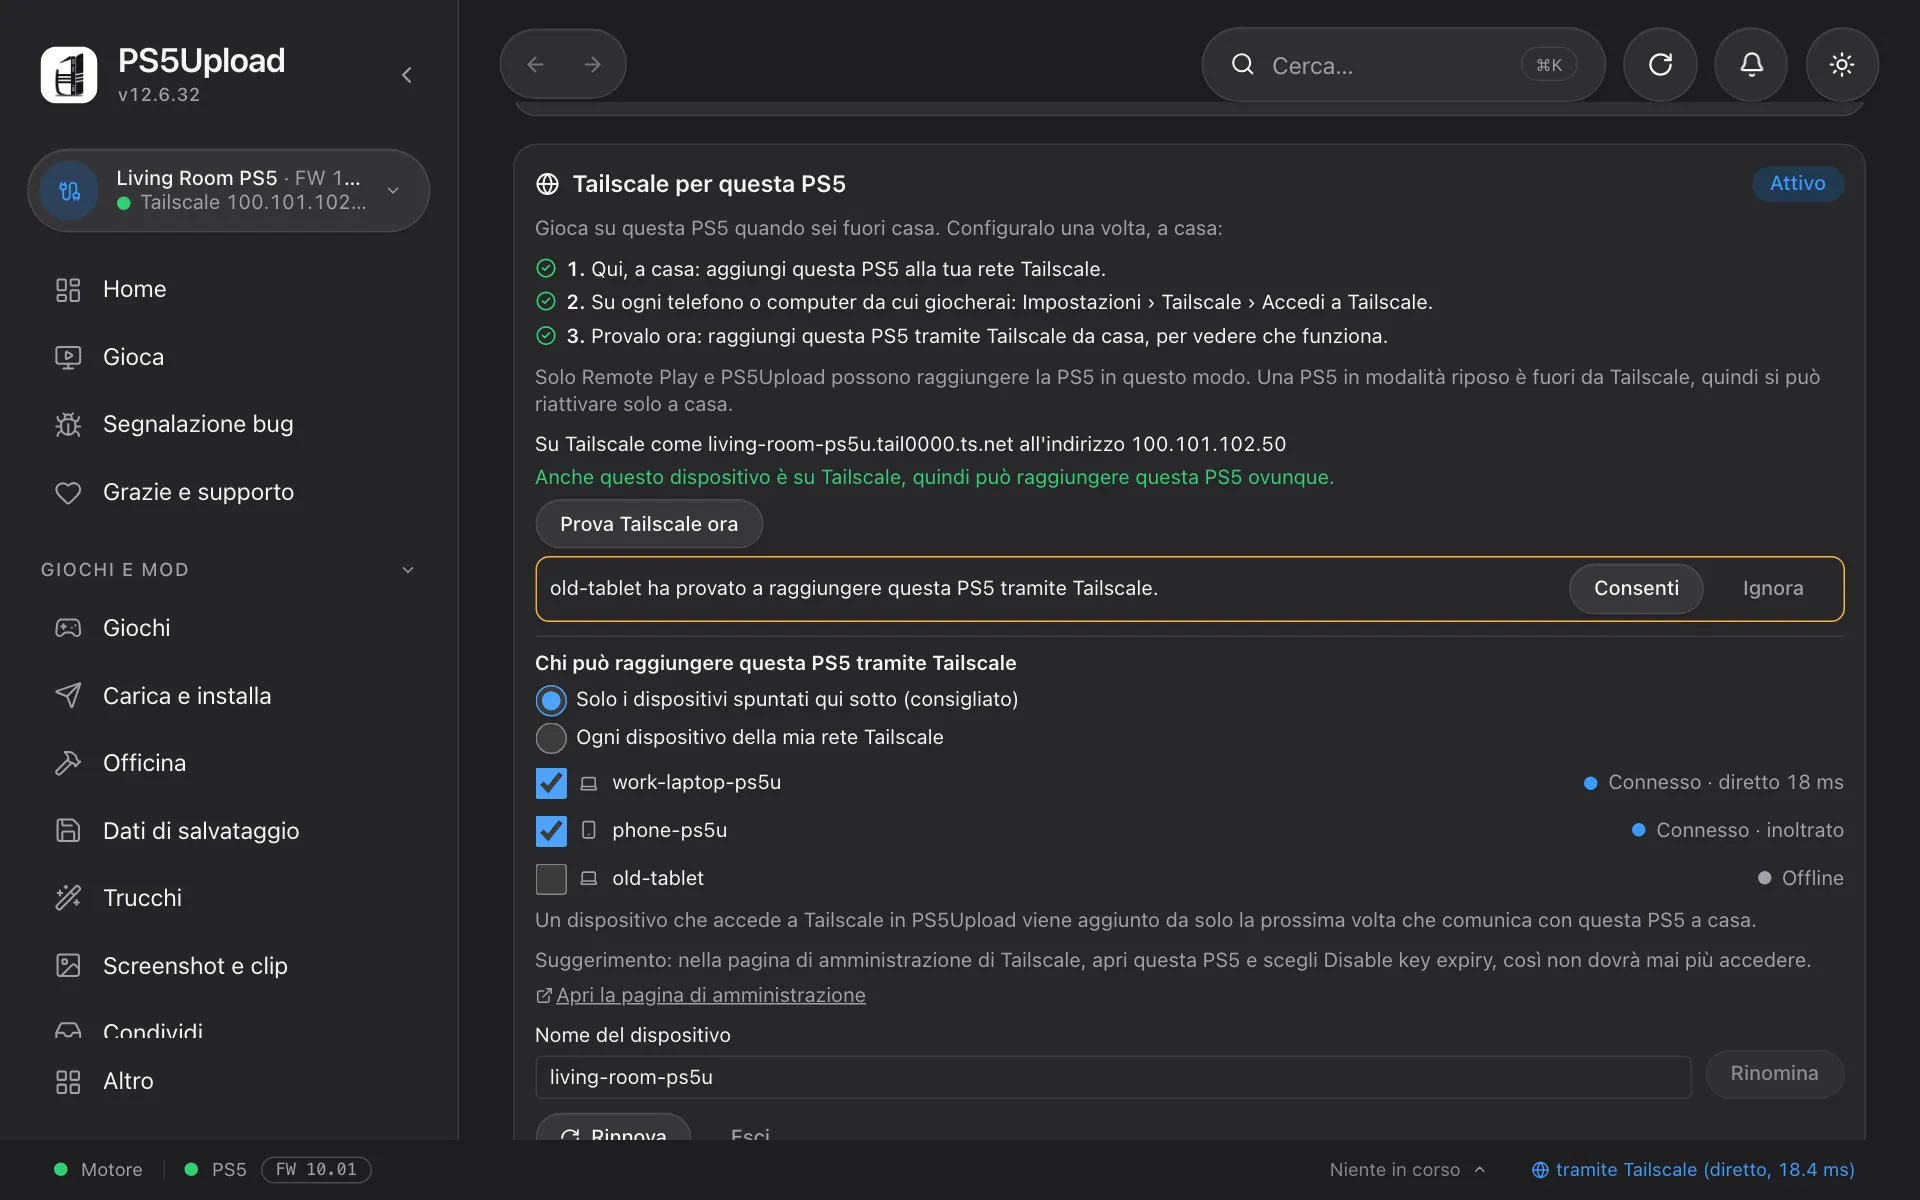 PS5Upload
v12.6.32
Living Room PS5 · FW 1...
Tailscale 100.101.102...
Home
Gioca
Segnalazione bug
Grazie e supporto
GIOCHI E MOD
Giochi
Carica e installa
Officina
Dati di salvataggio
Trucchi
Screenshot e clip
Condividi
Altro
Cerca...
⌘K
Tailscale per questa PS5
Attivo
Gioca su questa PS5 quando sei fuori casa. Configuralo una volta, a casa:
1. Qui, a casa: aggiungi questa PS5 alla tua rete Tailscale.
2. Su ogni telefono o computer da cui giocherai: Impostazioni › Tailscale › Accedi a Tailscale.
3. Provalo ora: raggiungi questa PS5 tramite Tailscale da casa, per vedere che funziona.
Solo Remote Play e PS5Upload possono raggiungere la PS5 in questo modo. Una PS5 in modalità riposo è fuori da Tailscale, quindi si può
riattivare solo a casa.
Su Tailscale come living-room-ps5u.tail0000.ts.net all'indirizzo 100.101.102.50
Anche questo dispositivo è su Tailscale, quindi può raggiungere questa PS5 ovunque.
Prova Tailscale ora
old-tablet ha provato a raggiungere questa PS5 tramite Tailscale.
Consenti
Ignora
Chi può raggiungere questa PS5 tramite Tailscale
Solo i dispositivi spuntati qui sotto (consigliato)
Ogni dispositivo della mia rete Tailscale
work-laptop-ps5u
Connesso · diretto 18 ms
phone-ps5u
Connesso · inoltrato
old-tablet
Offline
Un dispositivo che accede a Tailscale in PS5Upload viene aggiunto da solo la prossima volta che comunica con questa PS5 a casa.
Suggerimento: nella pagina di amministrazione di Tailscale, apri questa PS5 e scegli Disable key expiry, così non dovrà mai più accedere.
Apri la pagina di amministrazione
Nome del dispositivo
living-room-ps5u
Rinomina
Rinnova
Esci
Motore
PS5
FW 10.01
Niente in corso
tramite Tailscale (diretto, 18.4 ms)